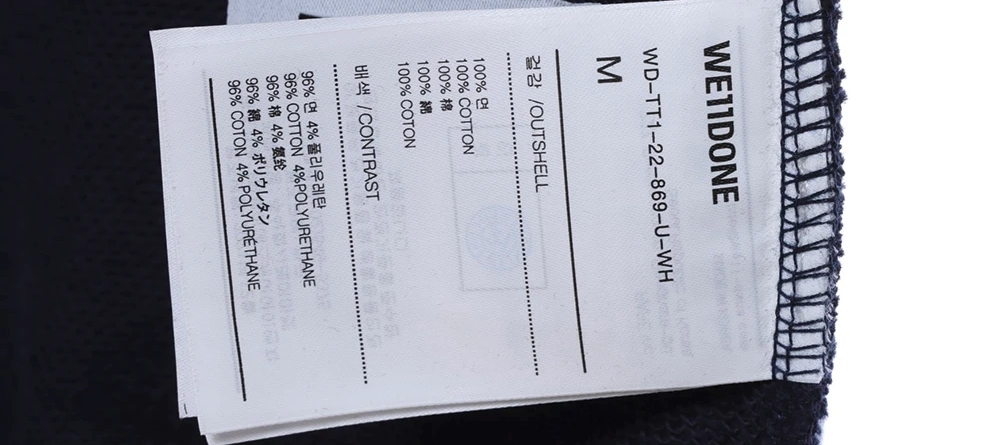 WE11DONE
WD-TT1-22-869-U-WH
M
겉감 /OUTSHELL
100% 면
100% COTTON
100% 棉
100% 綿
100% COTON
배색 /CONTRAST
96% 면 4% 폴리우레탄
96% COTTON 4%POLYURETHANE
96% 棉 4% 氨纶
96% 綿 4% ポリウレタン
96% COTON 4% POLYURÉTHANE